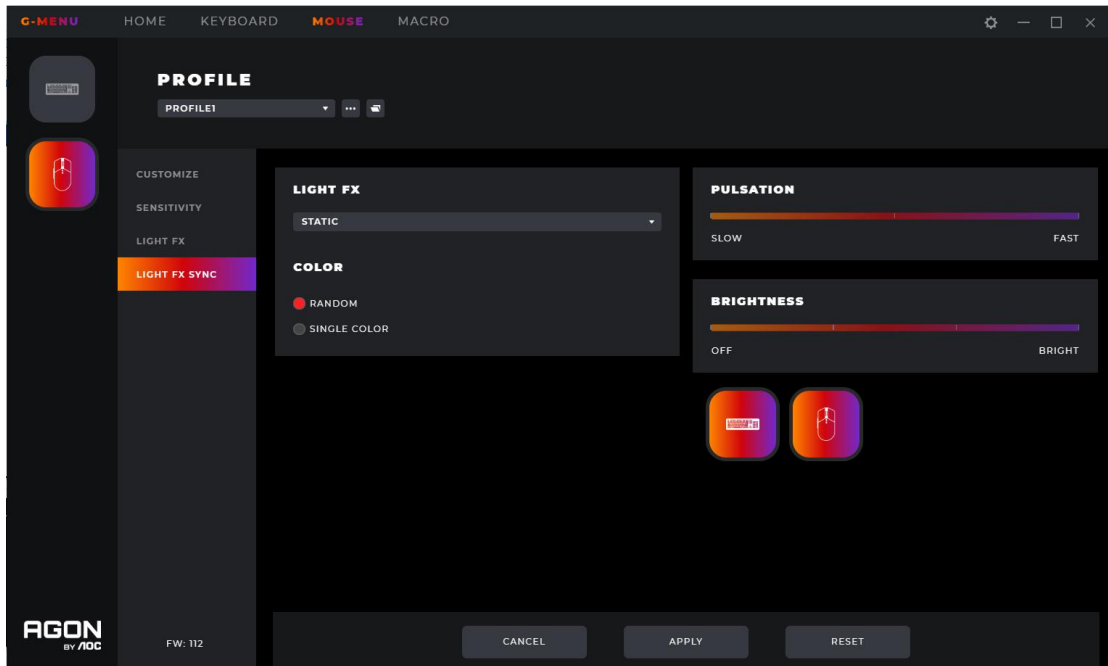 G-MENU HOME KEYBOARD MOUSE MACRO
PROFILE
PROFILE1
CUSTOMIZE
SENSITIVITY
LIGHT FX
LIGHT FX SYNC
LIGHT FX
STATIC
COLOR
RANDOM
SINGLE COLOR
PULSATION
SLOW FAST
BRIGHTNESS
OFF BRIGHT
AGON
BY AOC
FW: 112
CANCEL APPLY RESET